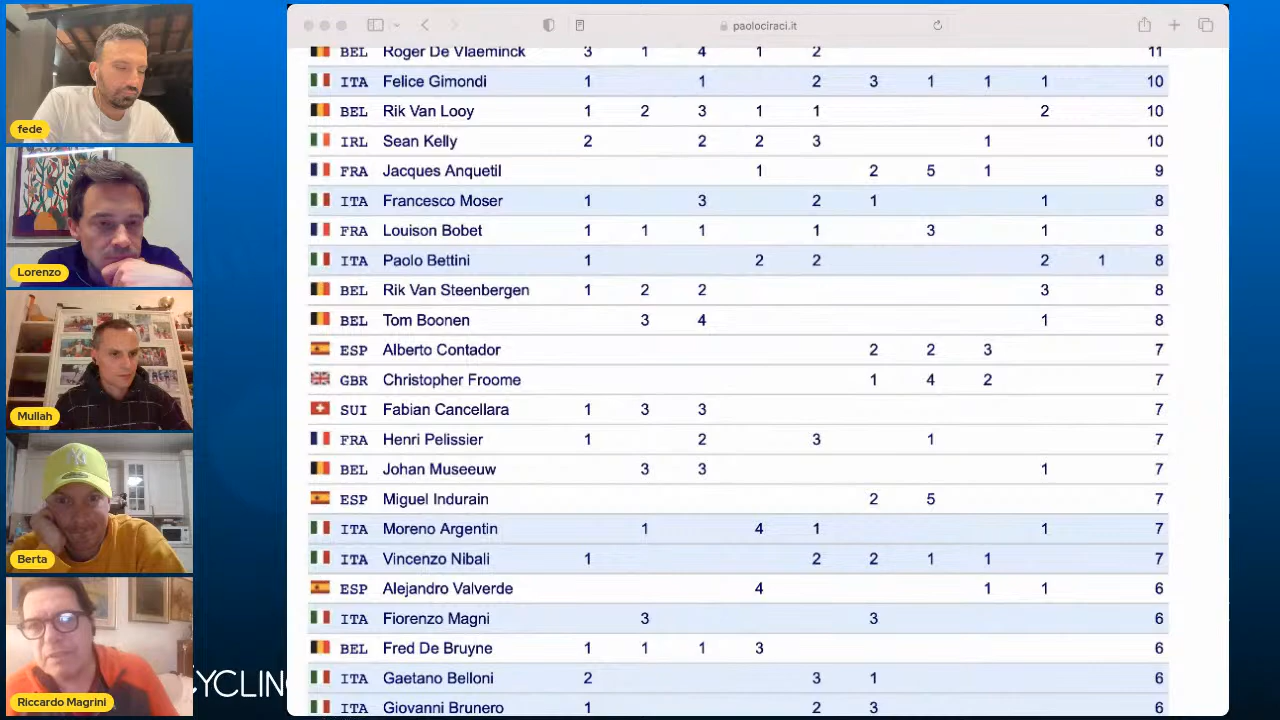 fede
Lorenzo
Mullah
Berta
Riccardo Magrini
YCLIN
paolociraci.it
BEL Roger De Vlaeminck 3 1 4 1 2 11
ITA Felice Gimondi 1 1 2 3 1 1 1 10
BEL Rik Van Looy 1 2 3 1 1 2 10
IRL Sean Kelly 2 2 2 3 1 10
FRA Jacques Anquetil 1 2 5 1 9
ITA Francesco Moser 1 3 2 1 1 8
FRA Louison Bobet 1 1 1 1 3 1 8
ITA Paolo Bettini 1 2 2 2 1 8
BEL Rik Van Steenbergen 1 2 2 3 8
BEL Tom Boonen 3 4 1 8
ESP Alberto Contador 2 2 3 7
GBR Christopher Froome 1 4 2 7
SUI Fabian Cancellara 1 3 3 7
FRA Henri Pelissier 1 2 3 1 7
BEL Johan Museeuw 3 3 1 7
ESP Miguel Indurain 2 5 7
ITA Moreno Argentin 1 4 1 1 7
ITA Vincenzo Nibali 1 2 2 1 1 7
ESP Alejandro Valverde 4 1 1 6
ITA Fiorenzo Magni 3 3 6
BEL Fred De Bruyne 1 1 1 3 6
ITA Gaetano Belloni 2 3 1 6
ITA Giovanni Brunero 1 2 3 6